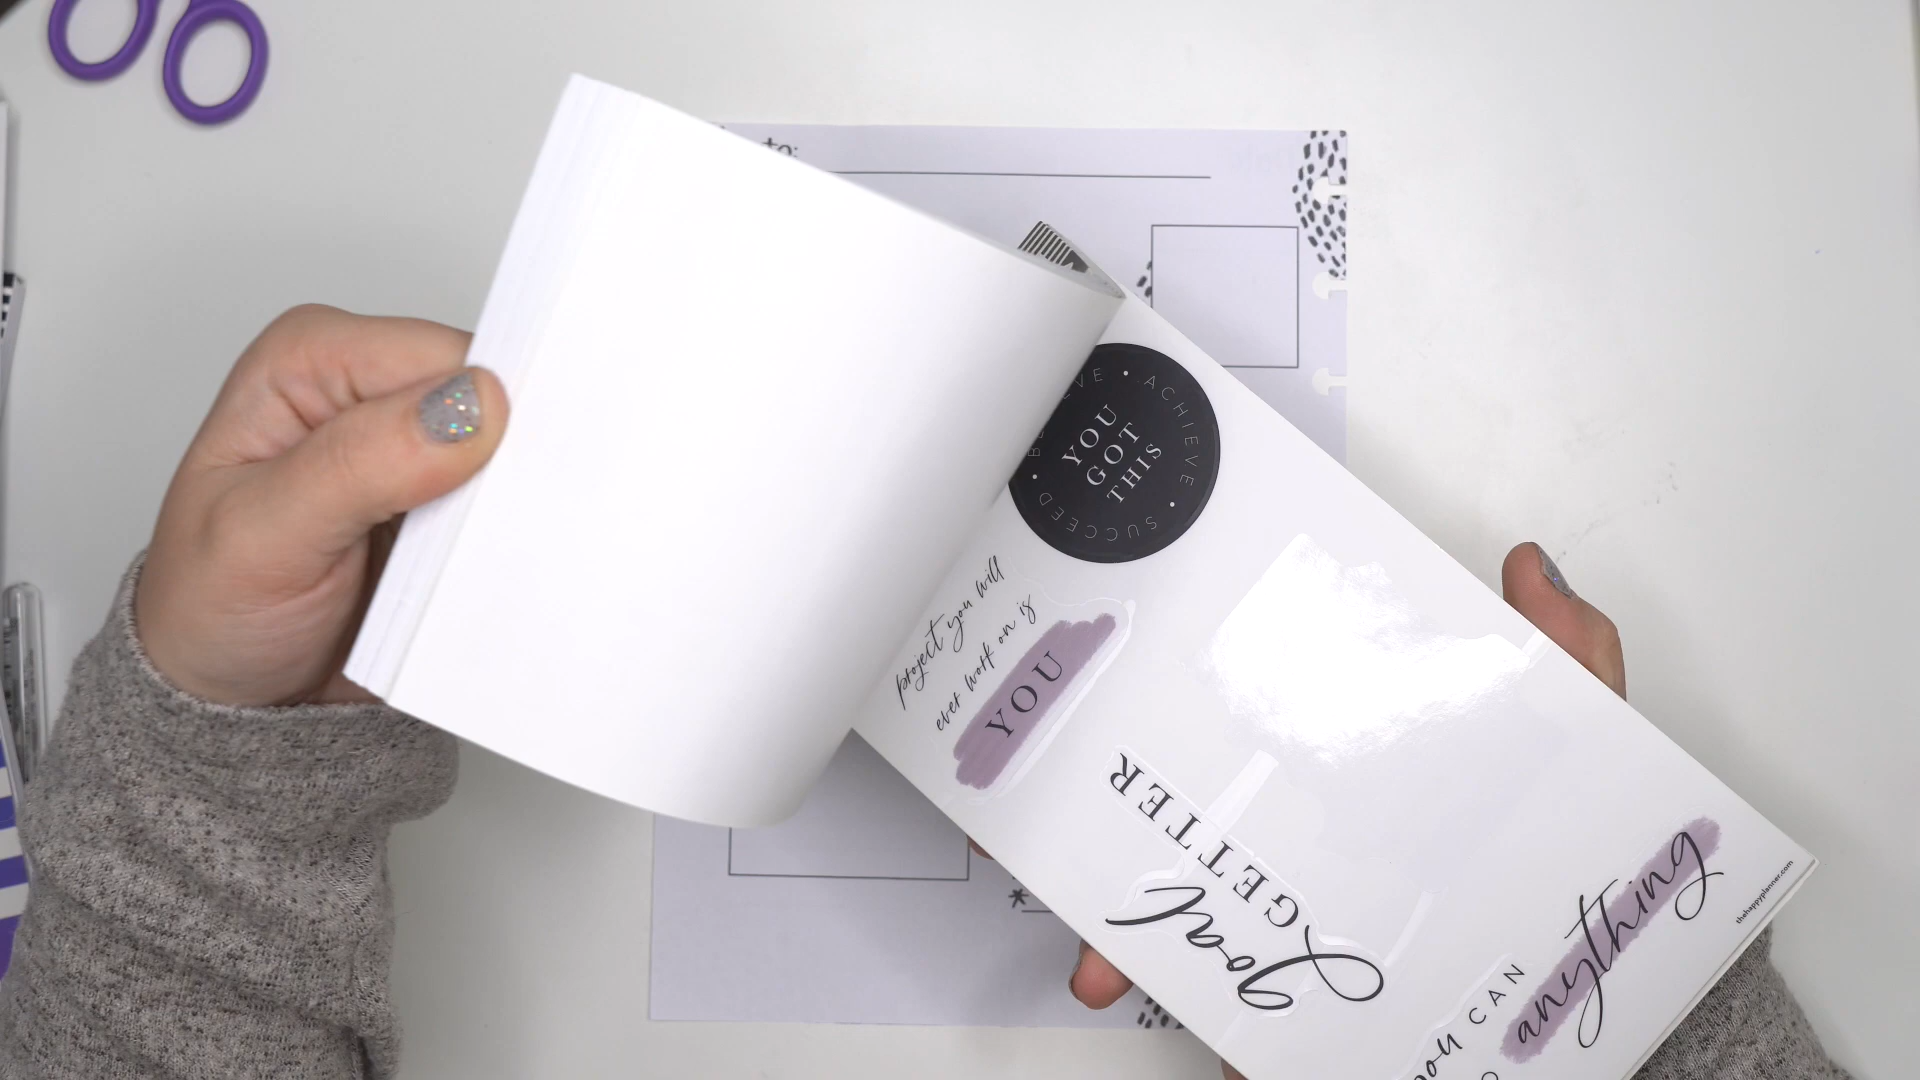 to:
ACHIEVE • SUCCEED •
YOU
GOT
THIS
project you will
ever work on is
YOU
goal
GETTER
you CAN
anything
thehappyplanner.com